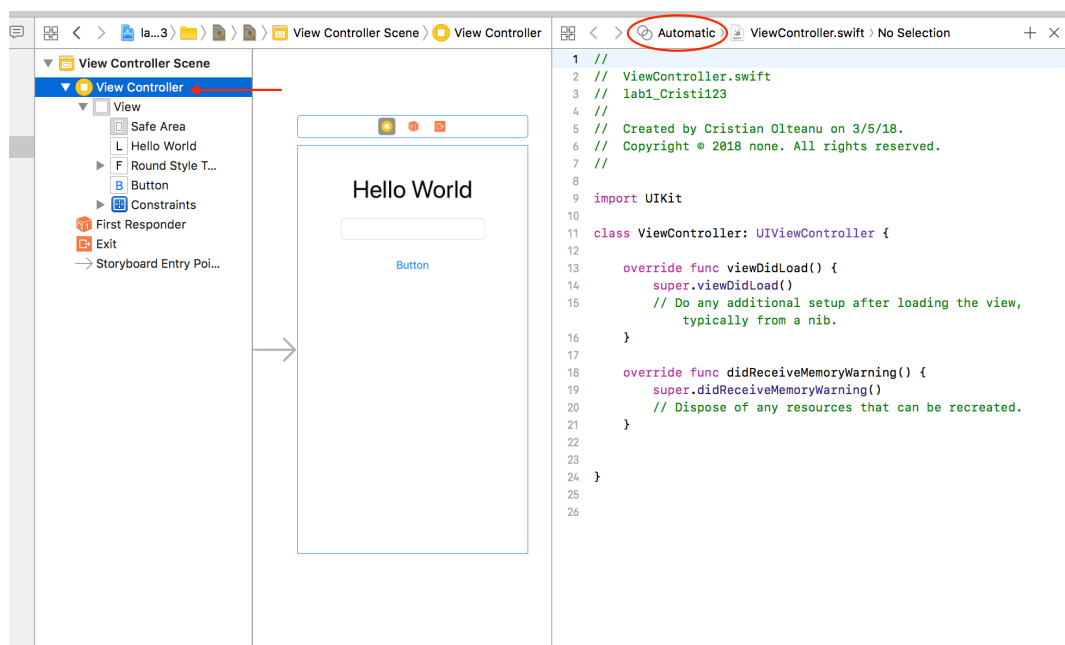 la...3 〉 〉 〉 〉 View Controller Scene 〉 View Controller
Automatic 〉 ViewController.swift 〉 No Selection
View Controller Scene
View Controller
View
Safe Area
L Hello World
F Round Style T...
B Button
Constraints
First Responder
Exit
Storyboard Entry Poi...
Hello World
Button
1 //
2 //  ViewController.swift
3 //  lab1_Cristi123
4 //
5 //  Created by Cristian Olteanu on 3/5/18.
6 //  Copyright © 2018 none. All rights reserved.
7 //
8
9 import UIKit
10
11 class ViewController: UIViewController {
12
13     override func viewDidLoad() {
14         super.viewDidLoad()
15         // Do any additional setup after loading the view,
typically from a nib.
16     }
17
18     override func didReceiveMemoryWarning() {
19         super.didReceiveMemoryWarning()
20         // Dispose of any resources that can be recreated.
21     }
22
23
24 }
25
26